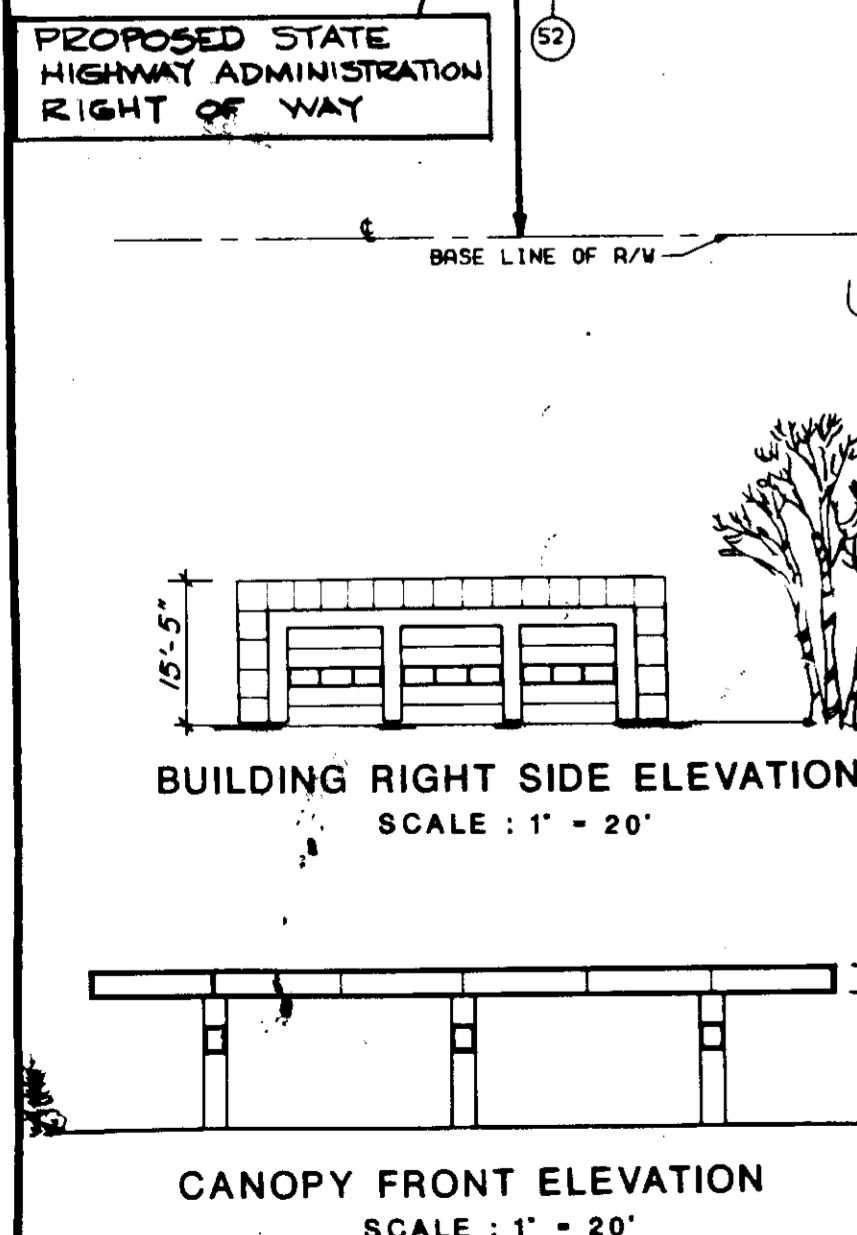 PROPOSED STATE
HIGHWAY ADMINISTRATION
RIGHT OF WAY
52
℄
BASE LINE OF R/W
15'-5"
BUILDING RIGHT SIDE ELEVATION
SCALE : 1" = 20'
CANOPY FRONT ELEVATION
SCALE : 1" = 20'